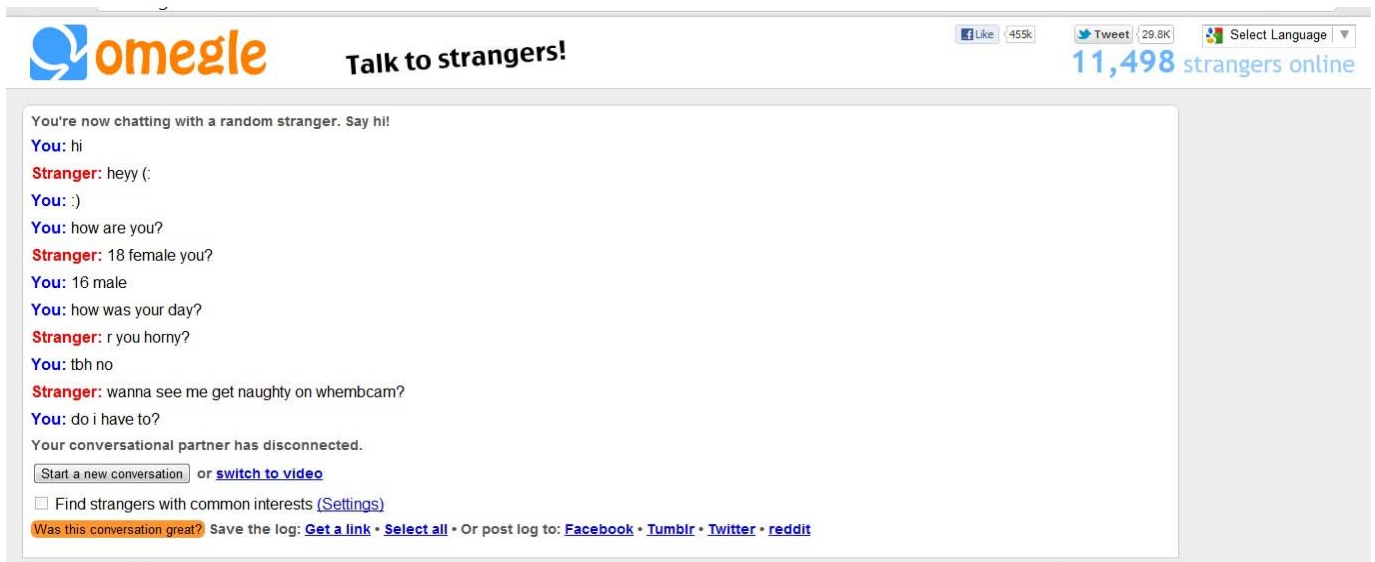 omegle Talk to strangers! Like 455k Tweet 29.8K Select Language
11,498 strangers online
You're now chatting with a random stranger. Say hi!
You: hi
Stranger: heyy (:
You: :)
You: how are you?
Stranger: 18 female you?
You: 16 male
You: how was your day?
Stranger: r you horny?
You: tbh no
Stranger: wanna see me get naughty on whembcam?
You: do i have to?
Your conversational partner has disconnected.
Start a new conversation or switch to video
Find strangers with common interests (Settings)
Was this conversation great? Save the log: Get a link • Select all • Or post log to: Facebook • Tumblr • Twitter • reddit